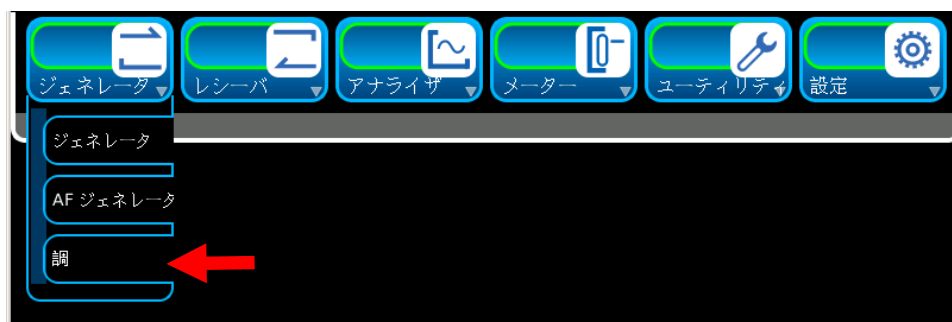 ジェネレータ
レシーバ
アナライザ
メーター
ユーティリティ
設定
ジェネレータ
AF ジェネレータ
調